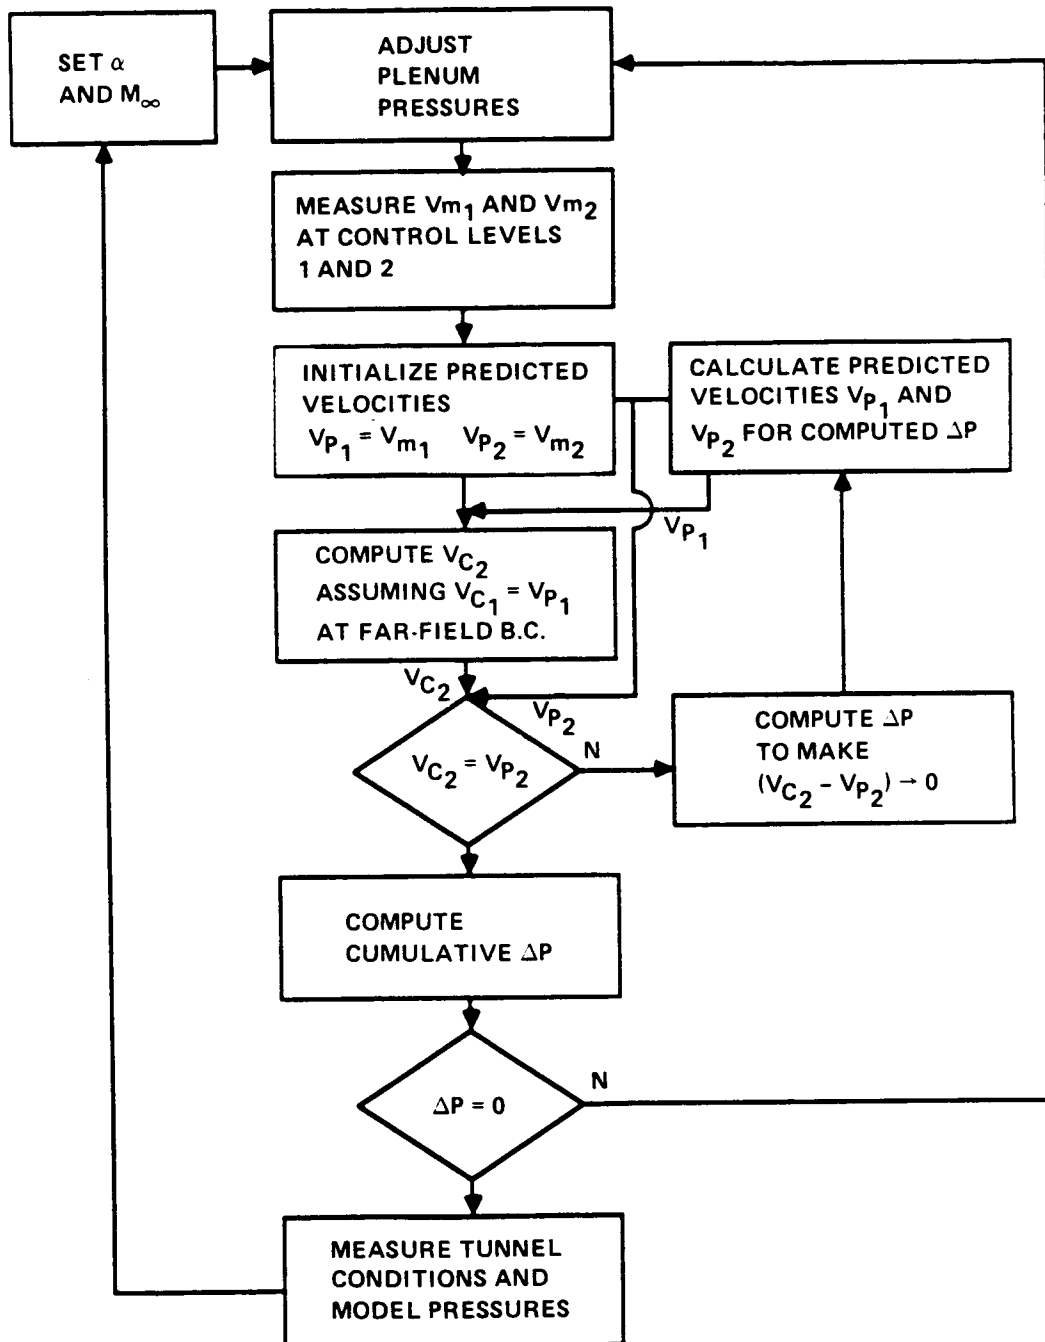 SET α
AND M∞
ADJUST
PLENUM
PRESSURES
MEASURE Vm1 AND Vm2
AT CONTROL LEVELS
1 AND 2
INITIALIZE PREDICTED
VELOCITIES
VP1 = Vm1 VP2 = Vm2
CALCULATE PREDICTED
VELOCITIES VP1 AND
VP2 FOR COMPUTED ΔP
VP1
COMPUTE VC2
ASSUMING VC1 = VP1
AT FAR-FIELD B.C.
VC2
VP2
VC2 = VP2
N
COMPUTE ΔP
TO MAKE
(VC2 – VP2) → 0
COMPUTE
CUMULATIVE ΔP
ΔP = 0
N
MEASURE TUNNEL
CONDITIONS AND
MODEL PRESSURES